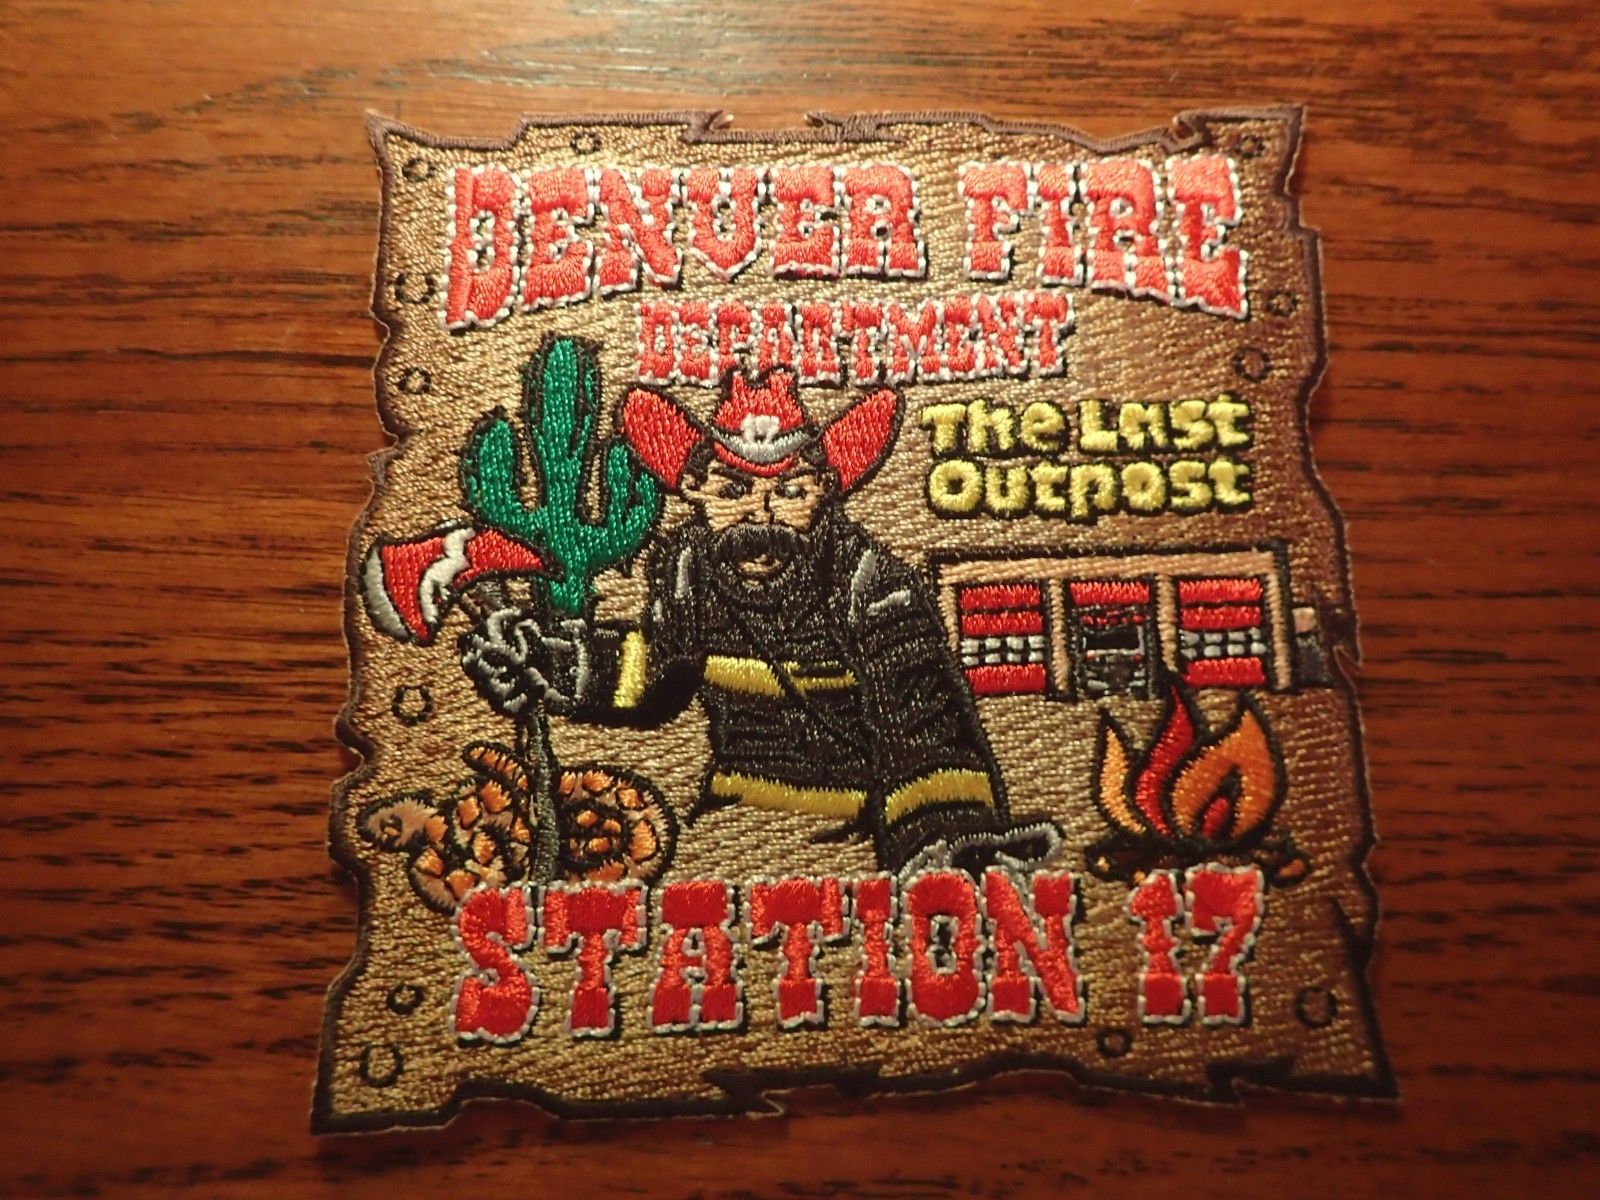 DENVER FIRE
DEPARTMENT
The Last
Outpost
STATION 17